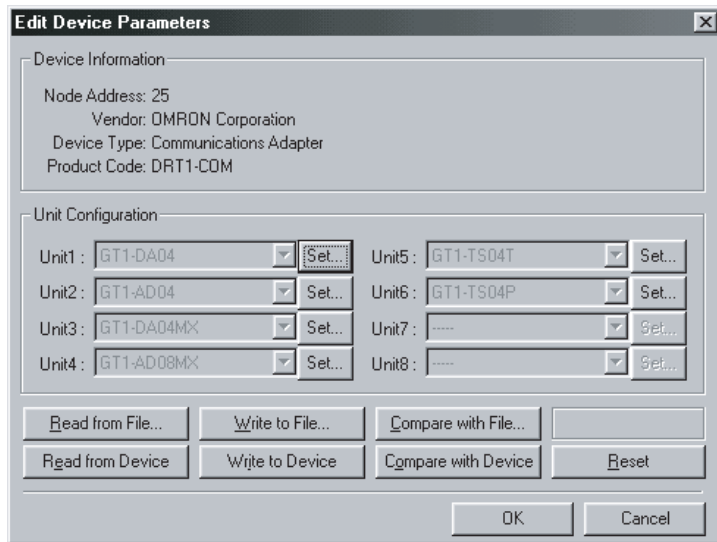 Edit Device Parameters
Device Information
Node Address: 25
Vendor: OMRON Corporation
Device Type: Communications Adapter
Product Code: DRT1-COM
Unit Configuration
Unit1 : GT1-DA04 Set... Unit5 : GT1-TS04T Set...
Unit2 : GT1-AD04 Set... Unit6 : GT1-TS04P Set...
Unit3 : GT1-DA04MX Set... Unit7 : ----- Set...
Unit4 : GT1-AD08MX Set... Unit8 : ----- Set...
Read from File... Write to File... Compare with File...
Read from Device Write to Device Compare with Device Reset
OK Cancel